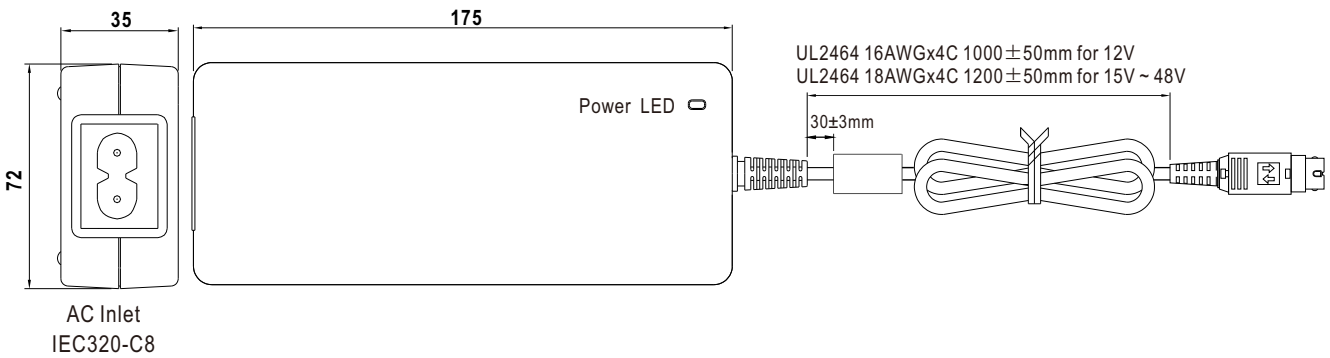 35
175
UL2464 16AWGx4C 1000±50mm for 12V
UL2464 18AWGx4C 1200±50mm for 15V ~ 48V
Power LED
30±3mm
72
AC Inlet
IEC320-C8